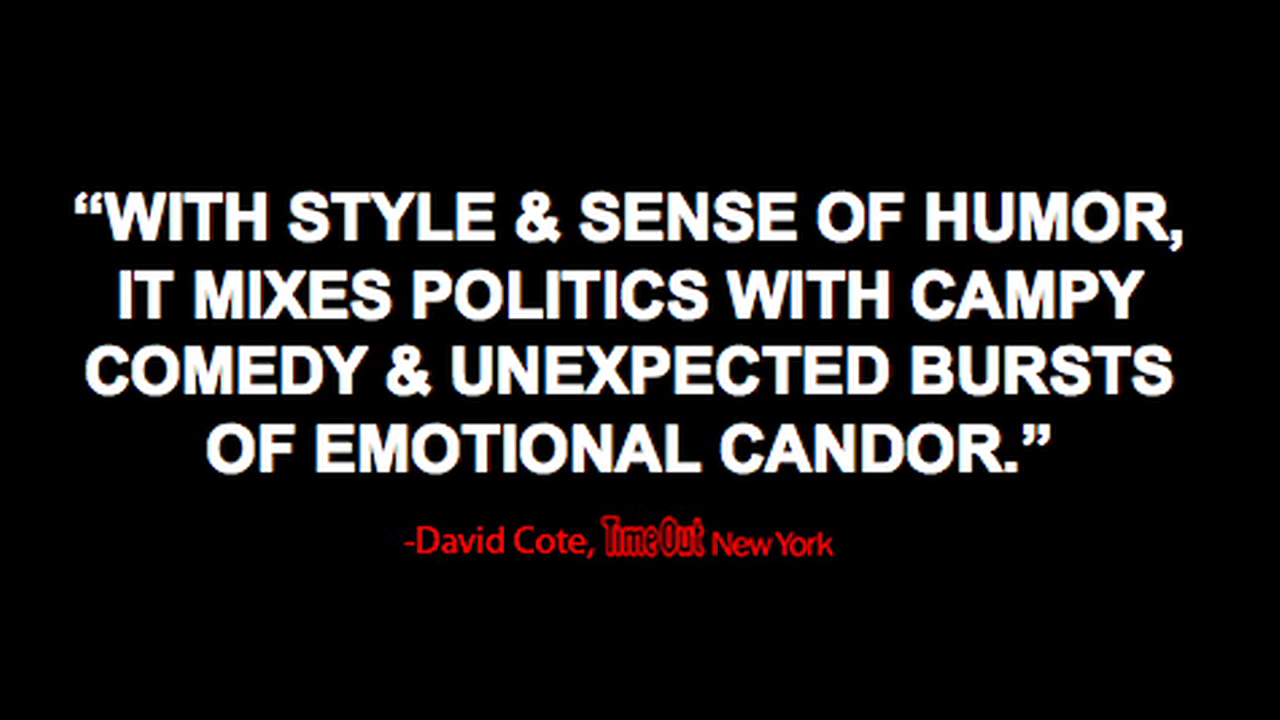 “WITH STYLE & SENSE OF HUMOR,
IT MIXES POLITICS WITH CAMPY
COMEDY & UNEXPECTED BURSTS
OF EMOTIONAL CANDOR.”
-David Cote, Time Out New York